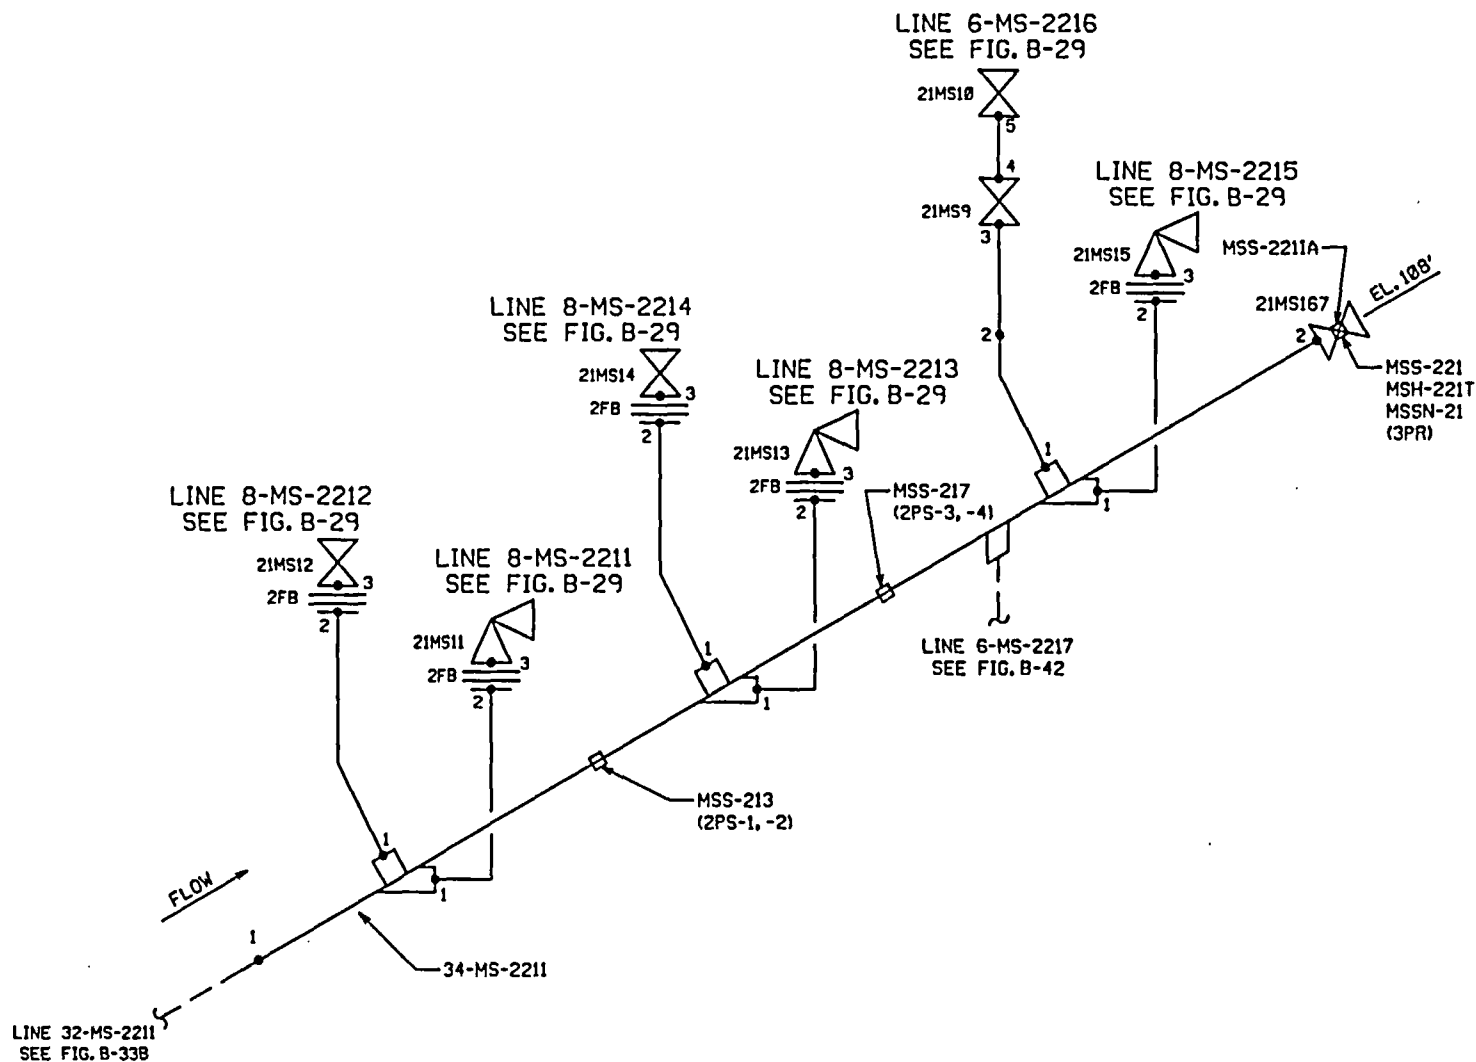 LINE 6-MS-2216
SEE FIG. B-29
21MS10
5
4
21MS9
3
2
1
LINE 8-MS-2215
SEE FIG. B-29
21MS15
3
2FB
2
1
MSS-2211A
EL. 108'
21MS167
2
MSS-221
MSH-221T
MSSN-21
(3PR)
LINE 8-MS-2214
SEE FIG. B-29
21MS14
3
2FB
2
1
LINE 8-MS-2213
SEE FIG. B-29
21MS13
3
2FB
2
1
MSS-217
(2PS-3, -4)
LINE 6-MS-2217
SEE FIG. B-42
LINE 8-MS-2212
SEE FIG. B-29
21MS12
3
2FB
2
1
LINE 8-MS-2211
SEE FIG. B-29
21MS11
3
2FB
2
1
MSS-213
(2PS-1, -2)
FLOW
1
34-MS-2211
LINE 32-MS-2211
SEE FIG. B-33B